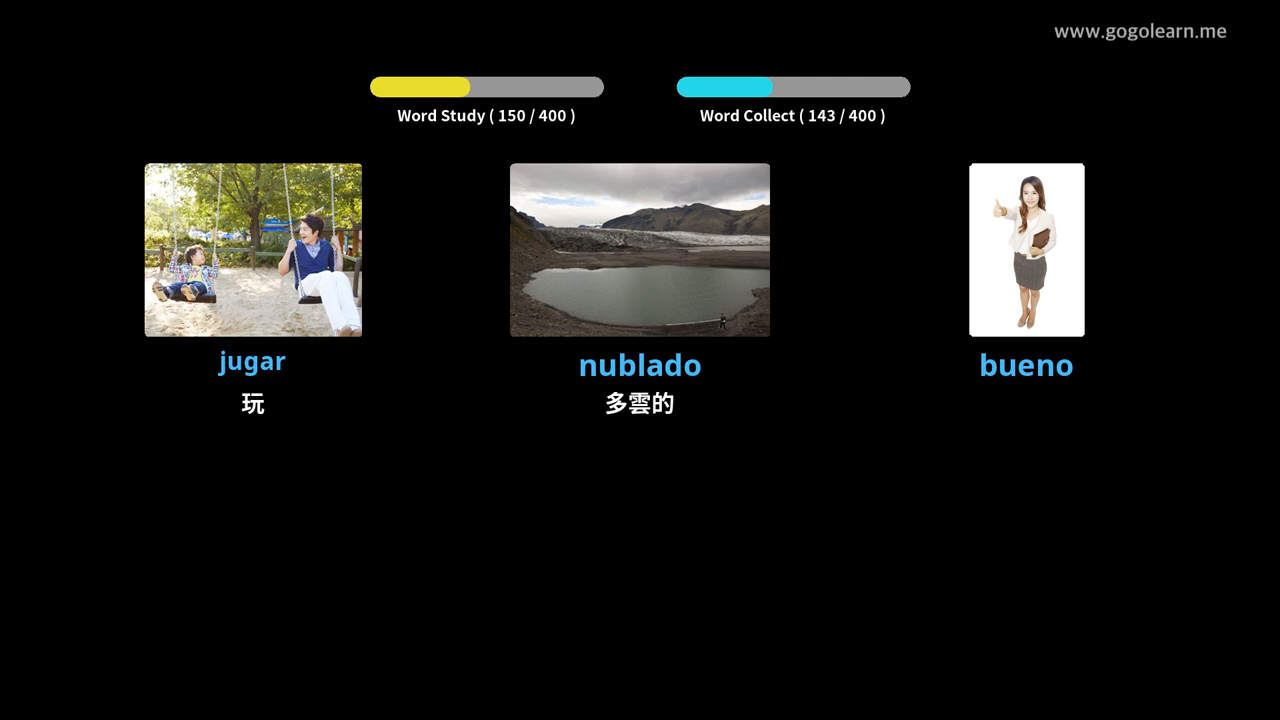 www.gogolearn.me
Word Study ( 150 / 400 )
Word Collect ( 143 / 400 )
jugar
玩
nublado
多雲的
bueno